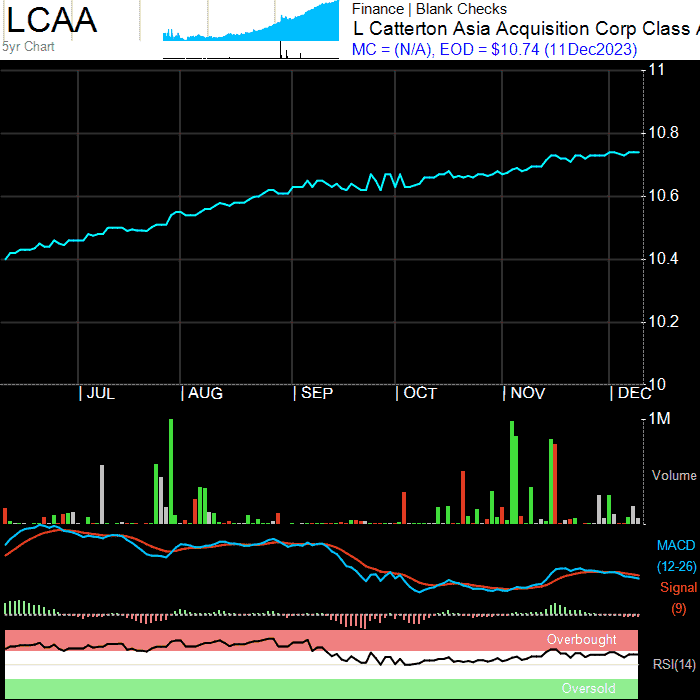 LCAA
5yr Chart
Finance | Blank Checks
L Catterton Asia Acquisition Corp Class A
MC = (N/A), EOD = $10.74 (11Dec2023)
11
10.8
10.6
10.4
10.2
10
| JUL | AUG | SEP | OCT | NOV | DEC
1M
Volume
MACD
(12-26)
Signal
(9)
Overbought
RSI(14)
Oversold